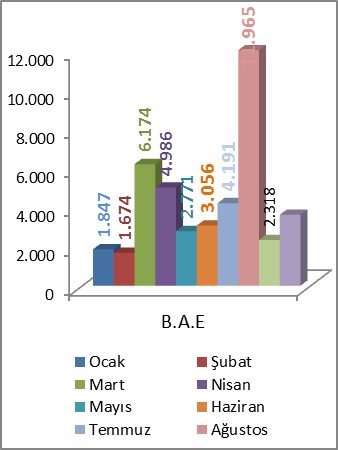 12.000
10.000
8.000
6.000
4.000
2.000
0
1.847
1.674
6.174
4.986
2.771
3.056
4.191
.965
2.318
B.A.E
Ocak
Şubat
Mart
Nisan
Mayıs
Haziran
Temmuz
Ağustos